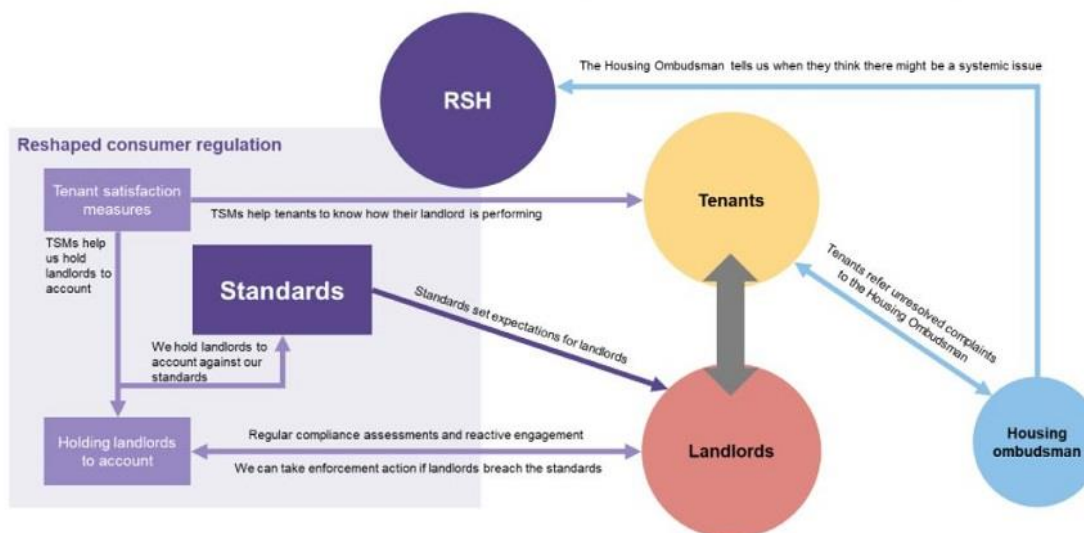 The Housing Ombudsman tells us when they think there might be a systemic issue
RSH
Reshaped consumer regulation
Tenant satisfaction
measures
TSMs help tenants to know how their landlord is performing
Tenants
TSMs help
us hold
landlords to
account
Standards
Standards set expectations for landlords
Tenants refer unresolved complaints
to the Housing Ombudsman
We hold landlords to
account against our
standards
Holding landlords
to account
Regular compliance assessments and reactive engagement
We can take enforcement action if landlords breach the standards
Landlords
Housing
ombudsman